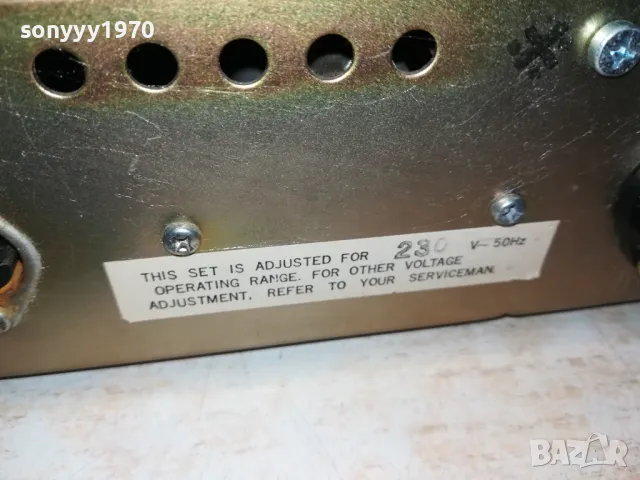 sonyyy1970
THIS SET IS ADJUSTED FOR 230 V- 50Hz
OPERATING RANGE. FOR OTHER VOLTAGE
ADJUSTMENT, REFER TO YOUR SERVICEMAN.
BAZAR
bg